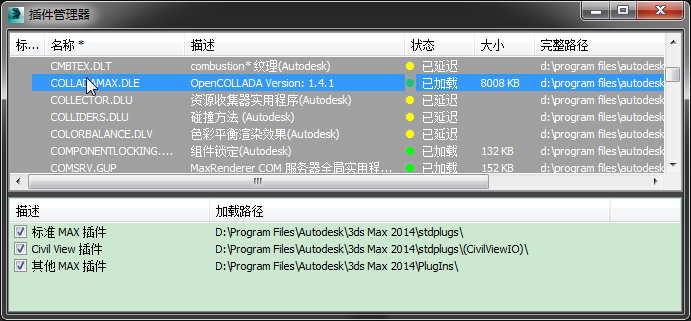 插件管理器
标... 名称 * 描述 状态 大小 完整路径
CMBTEX.DLT combustion* 纹理(Autodesk) 已延迟 d:\program files\autodesk
COLLADAMAX.DLE OpenCOLLADA Version: 1.4.1 已加载 8008 KB d:\program files\autodesk
COLLECTOR.DLU 资源收集器实用程序(Autodesk) 已延迟 d:\program files\autodesk
COLLIDERS.DLU 碰撞方法 (Autodesk) 已延迟 d:\program files\autodesk
COLORBALANCE.DLV 色彩平衡渲染效果(Autodesk) 已延迟 d:\program files\autodesk
COMPONENTLOCKING.... 组件锁定(Autodesk) 已加载 132 KB d:\program files\autodesk
COMSRV.GUP MaxRenderer COM 服务器全局实用程... 已加载 152 KB d:\program files\autodesk
描述 加载路径
标准 MAX 插件 D:\Program Files\Autodesk\3ds Max 2014\stdplugs\
Civil View 插件 D:\Program Files\Autodesk\3ds Max 2014\stdplugs\(CivilViewIO)\
其他 MAX 插件 D:\Program Files\Autodesk\3ds Max 2014\PlugIns\